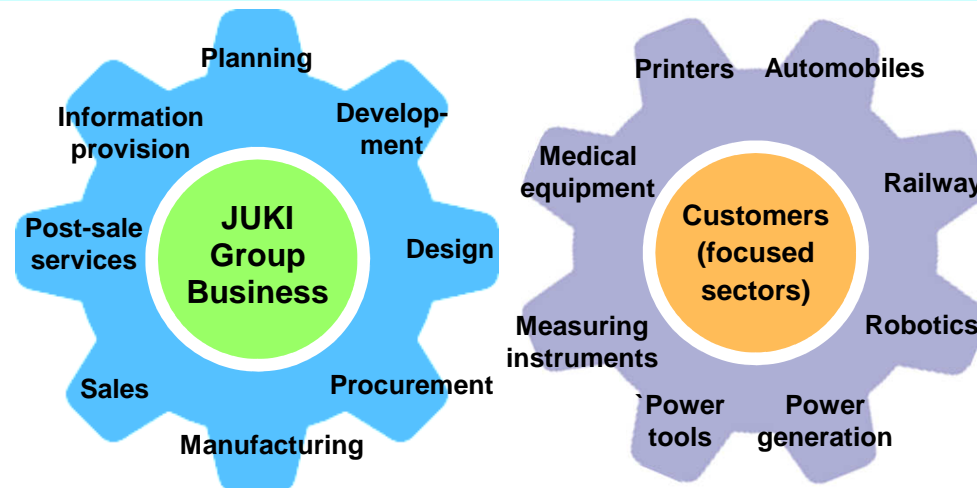 Planning
Develop-
ment
Design
Procurement
Manufacturing
Sales
Post-sale
services
Information
provision
JUKI
Group
Business
Printers
Automobiles
Railway
Robotics
Power
generation
`Power
tools
Measuring
instruments
Medical
equipment
Customers
(focused
sectors)